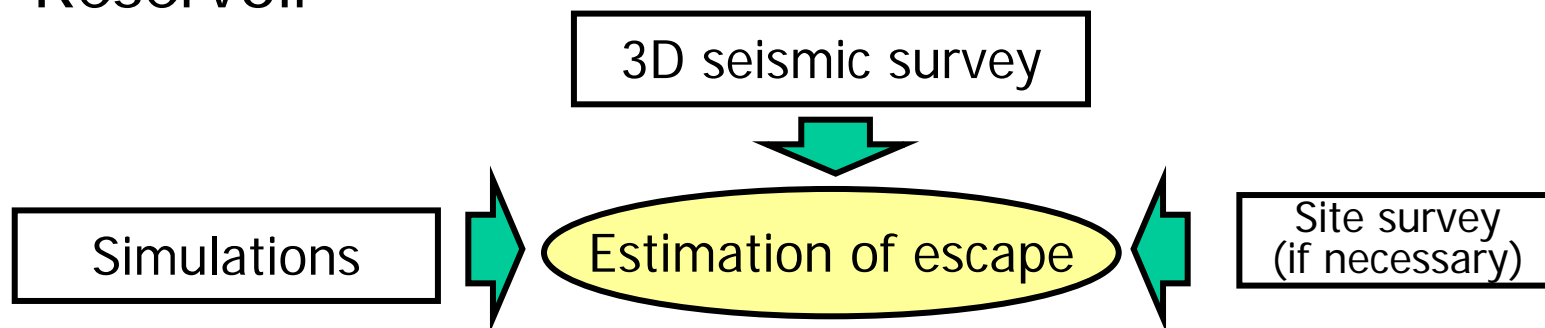 3D seismic survey
Simulations
Estimation of escape
Site survey
(if necessary)